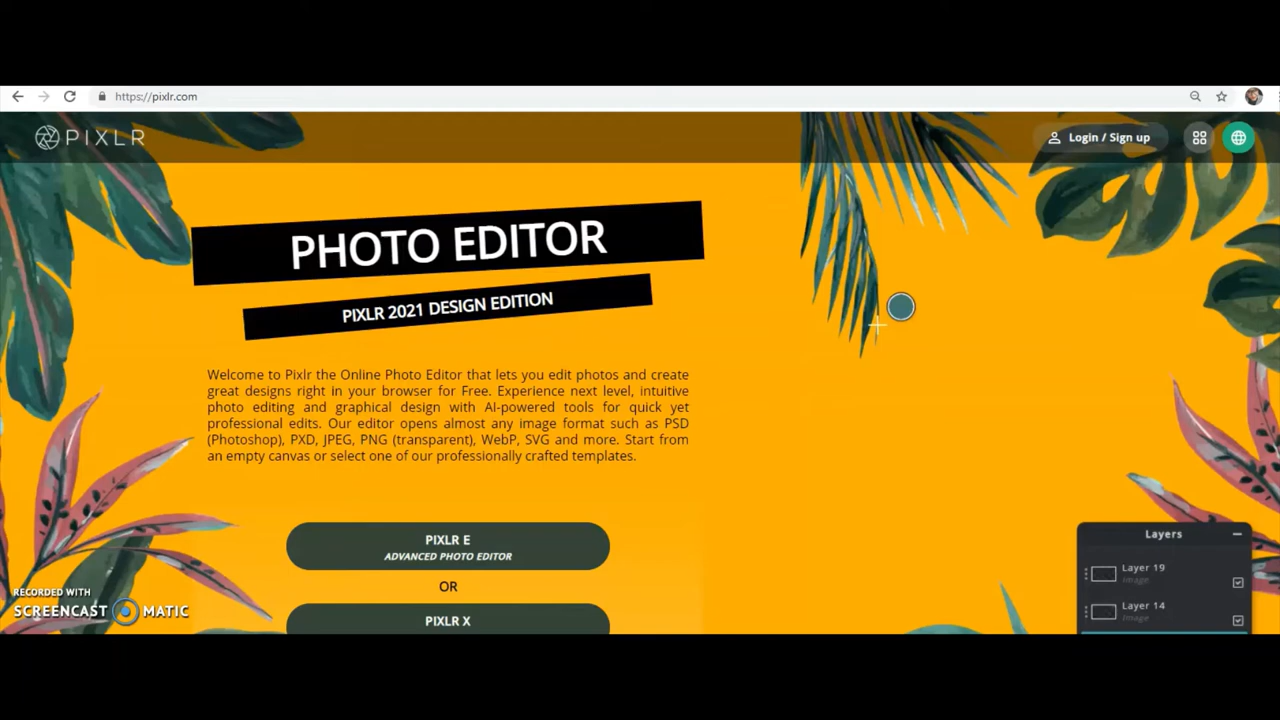 https://pixlr.com
PIXLR
Login / Sign up
PHOTO EDITOR
PIXLR 2021 DESIGN EDITION
Welcome to Pixlr the Online Photo Editor that lets you edit photos and create
great designs right in your browser for Free. Experience next level, intuitive
photo editing and graphical design with AI-powered tools for quick yet
professional edits. Our editor opens almost any image format such as PSD
(Photoshop), PXD, JPEG, PNG (transparent), WebP, SVG and more. Start from
an empty canvas or select one of our professionally crafted templates.
PIXLR E
ADVANCED PHOTO EDITOR
OR
PIXLR X
Layers
Layer 19
Image
Layer 14
Image
RECORDED WITH
SCREENCAST MATIC